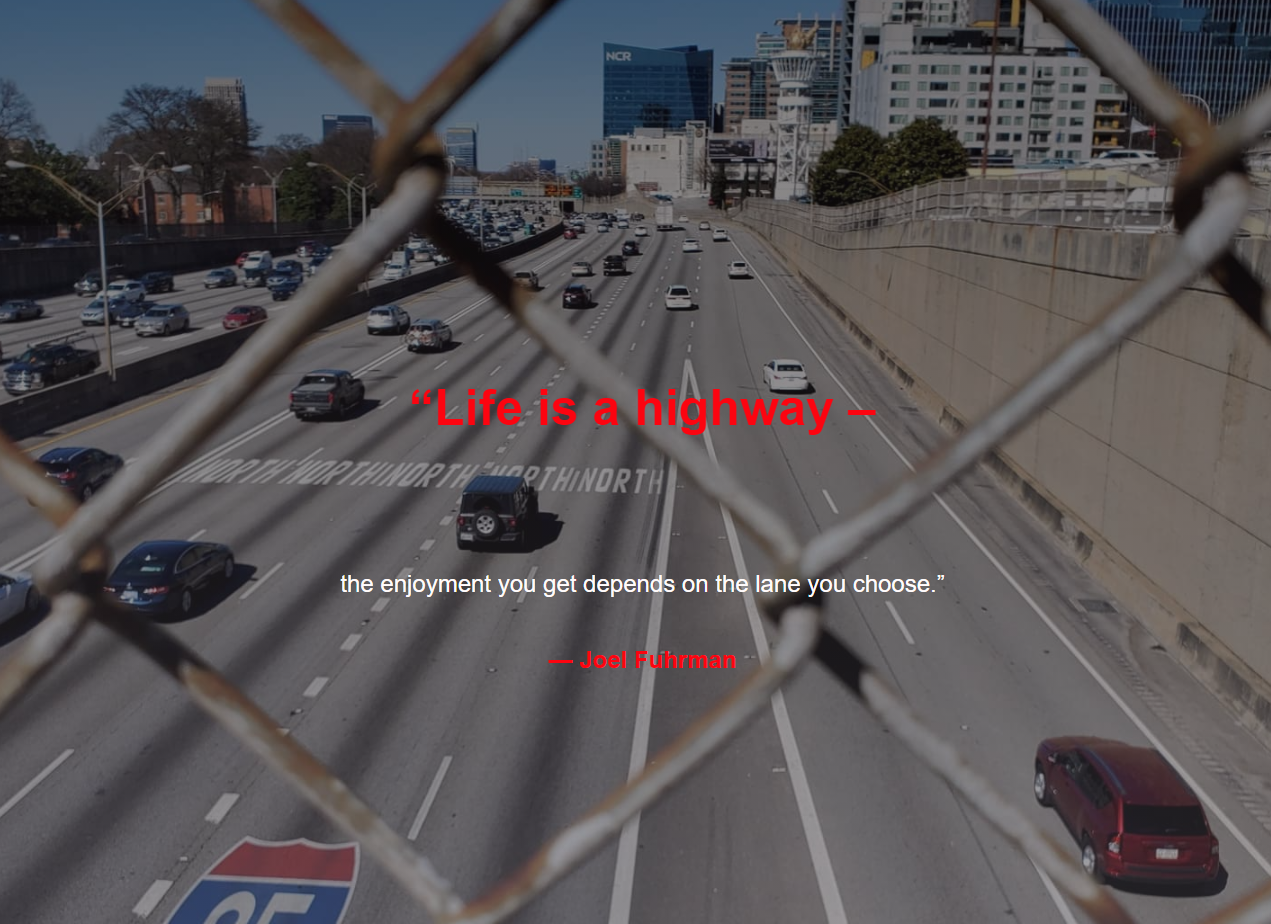 NCR
“Life is a highway –
NORTH NORTH NORTH NORTH NORTH
the enjoyment you get depends on the lane you choose.”
— Joel Fuhrman
85